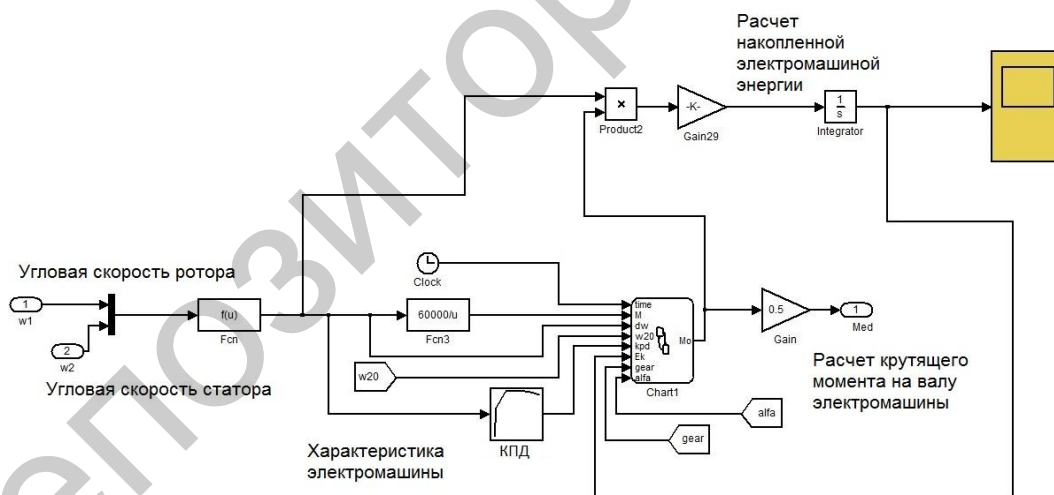 Расчет
накопленной
электромашиной
энергии
×
Product2
-K-
Gain29
1
s
Integrator
Угловая скорость ротора
1
w1
2
w2
Угловая скорость статора
f(u)
Fcn
Clock
60000/u
Fcn3
w20
КПД
Характеристика
электромашины
time
M
dw
w20
kpd
Ek
gear
alfa
Mo
Chart1
alfa
gear
0.5
Gain
1
Med
Расчет крутящего
момента на валу
электромашины
епозитор